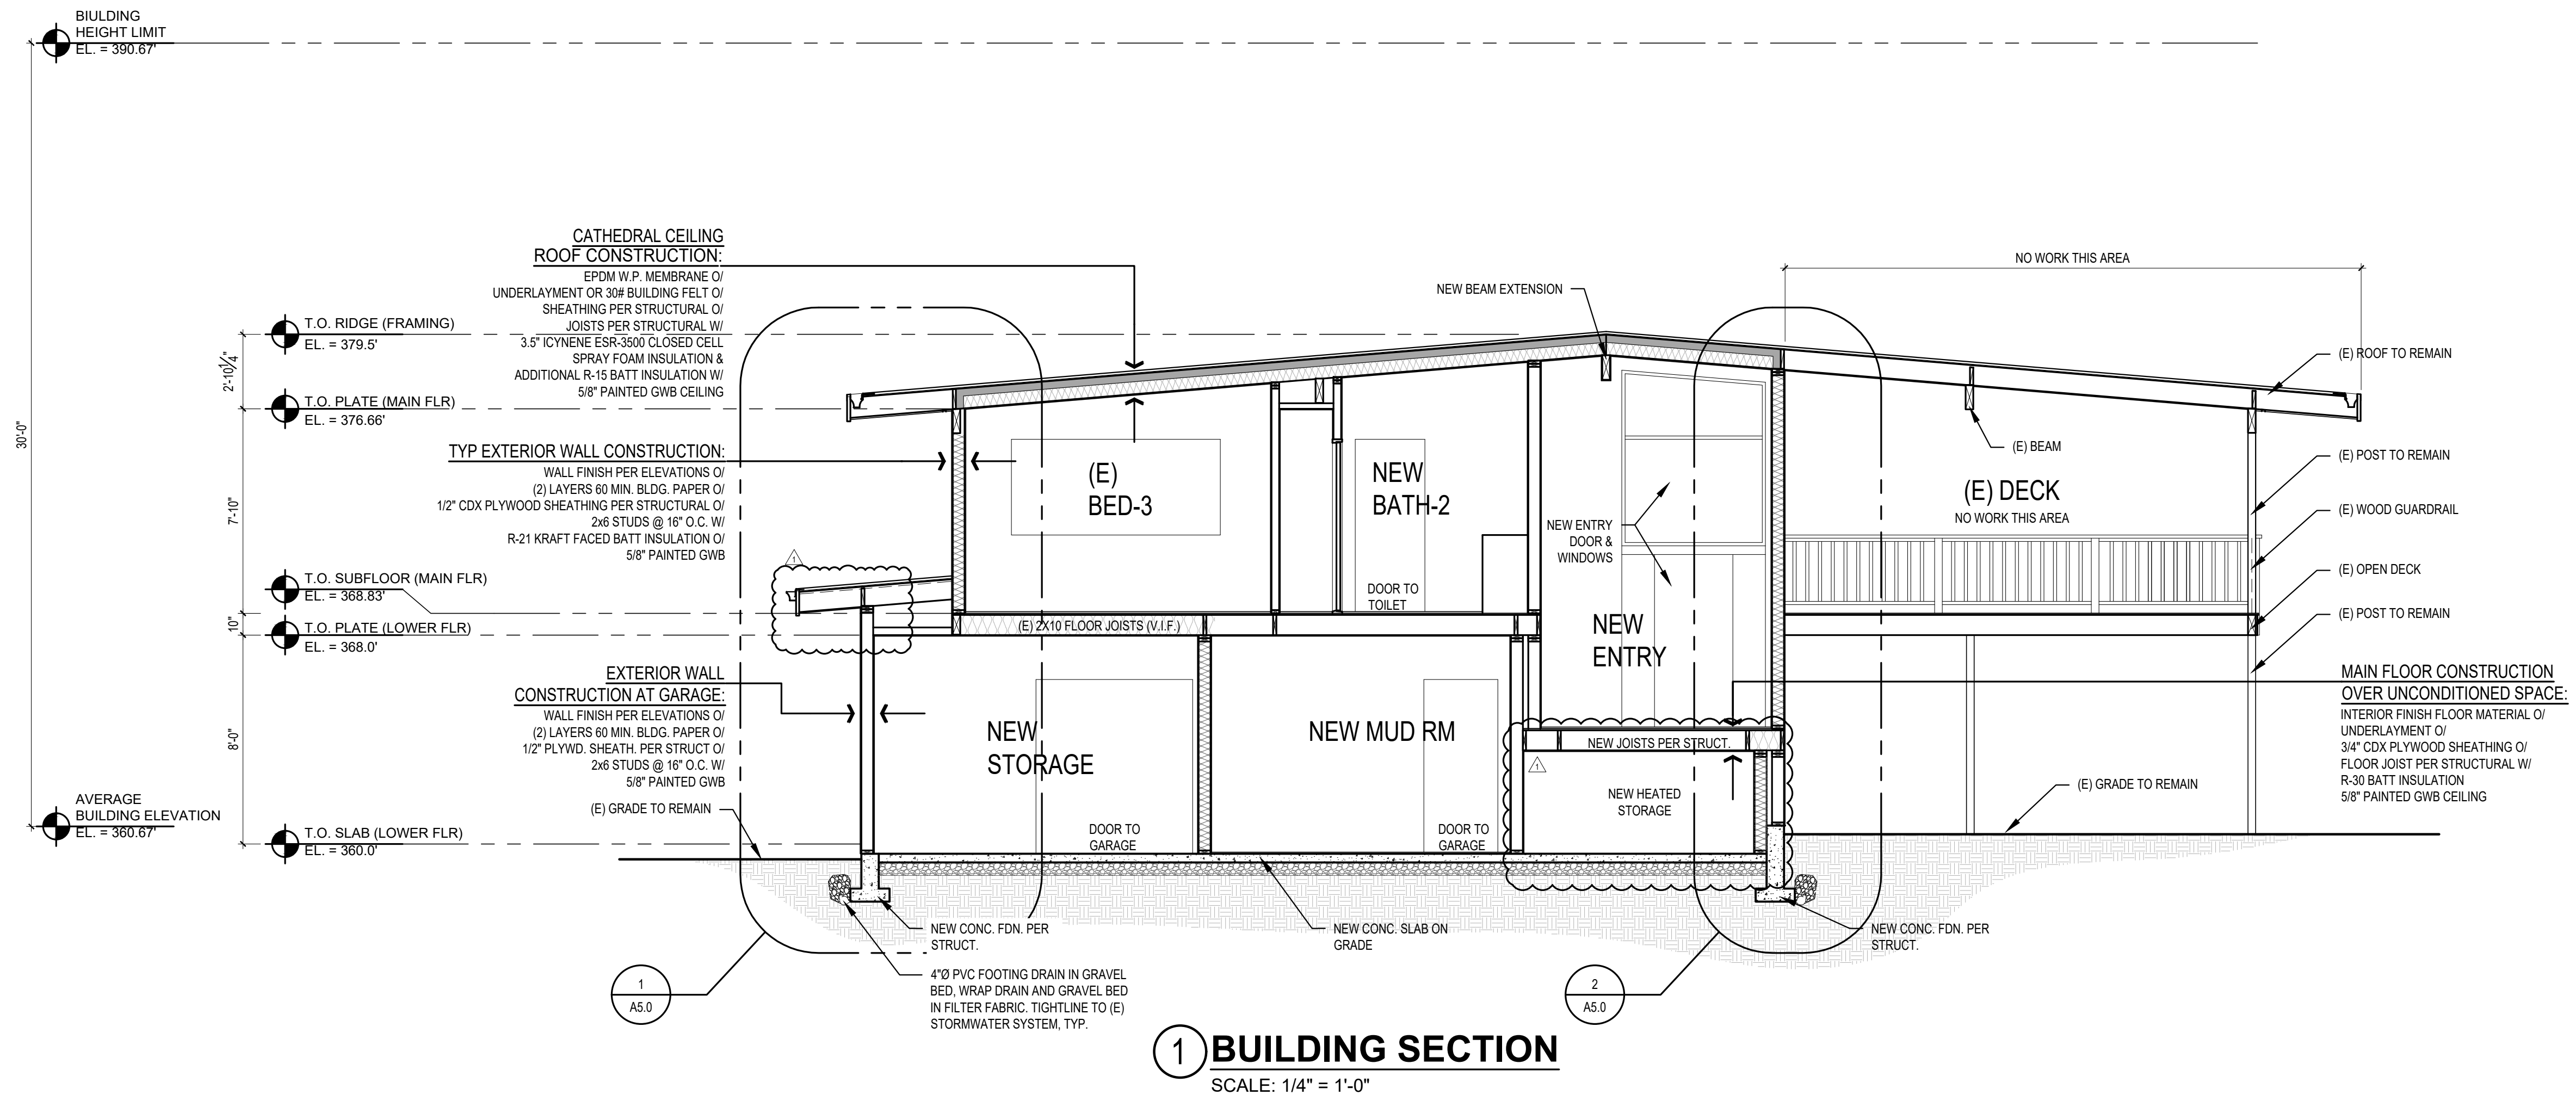 BIULDING
HEIGHT LIMIT
EL. = 390.67'
30'-0"
AVERAGE
BUILDING ELEVATION
EL. = 360.67'
T.O. RIDGE (FRAMING)
EL. = 379.5'
2'-10 1/4"
T.O. PLATE (MAIN FLR)
EL. = 376.66'
7'-10"
T.O. SUBFLOOR (MAIN FLR)
EL. = 368.83'
10"
T.O. PLATE (LOWER FLR)
EL. = 368.0'
8'-0"
T.O. SLAB (LOWER FLR)
EL. = 360.0'
CATHEDRAL CEILING
ROOF CONSTRUCTION:
EPDM W.P. MEMBRANE O/
UNDERLAYMENT OR 30# BUILDING FELT O/
SHEATHING PER STRUCTURAL O/
JOISTS PER STRUCTURAL W/
3.5" ICYNENE ESR-3500 CLOSED CELL
SPRAY FOAM INSULATION &
ADDITIONAL R-15 BATT INSULATION W/
5/8" PAINTED GWB CEILING
TYP EXTERIOR WALL CONSTRUCTION:
WALL FINISH PER ELEVATIONS O/
(2) LAYERS 60 MIN. BLDG. PAPER O/
1/2" CDX PLYWOOD SHEATHING PER STRUCTURAL O/
2x6 STUDS @ 16" O.C. W/
R-21 KRAFT FACED BATT INSULATION O/
5/8" PAINTED GWB
1
EXTERIOR WALL
CONSTRUCTION AT GARAGE:
WALL FINISH PER ELEVATIONS O/
(2) LAYERS 60 MIN. BLDG. PAPER O/
1/2" PLYWD. SHEATH. PER STRUCT O/
2x6 STUDS @ 16" O.C. W/
5/8" PAINTED GWB
(E) GRADE TO REMAIN
NEW BEAM EXTENSION
NO WORK THIS AREA
(E)
BED-3
NEW
BATH-2
DOOR TO
TOILET
NEW ENTRY
DOOR &
WINDOWS
NEW
ENTRY
(E) 2X10 FLOOR JOISTS (V.I.F.)
NEW
STORAGE
DOOR TO
GARAGE
NEW MUD RM
DOOR TO
GARAGE
NEW JOISTS PER STRUCT.
1
NEW HEATED
STORAGE
(E) BEAM
(E) DECK
NO WORK THIS AREA
(E) ROOF TO REMAIN
(E) POST TO REMAIN
(E) WOOD GUARDRAIL
(E) OPEN DECK
(E) POST TO REMAIN
MAIN FLOOR CONSTRUCTION
OVER UNCONDITIONED SPACE:
INTERIOR FINISH FLOOR MATERIAL O/
UNDERLAYMENT O/
3/4" CDX PLYWOOD SHEATHING O/
FLOOR JOIST PER STRUCTURAL W/
R-30 BATT INSULATION
5/8" PAINTED GWB CEILING
(E) GRADE TO REMAIN
NEW CONC. FDN. PER
STRUCT.
4"Ø PVC FOOTING DRAIN IN GRAVEL
BED, WRAP DRAIN AND GRAVEL BED
IN FILTER FABRIC. TIGHTLINE TO (E)
STORMWATER SYSTEM, TYP.
NEW CONC. SLAB ON
GRADE
NEW CONC. FDN. PER
STRUCT.
1
A5.0
2
A5.0
1 BUILDING SECTION
SCALE: 1/4" = 1'-0"